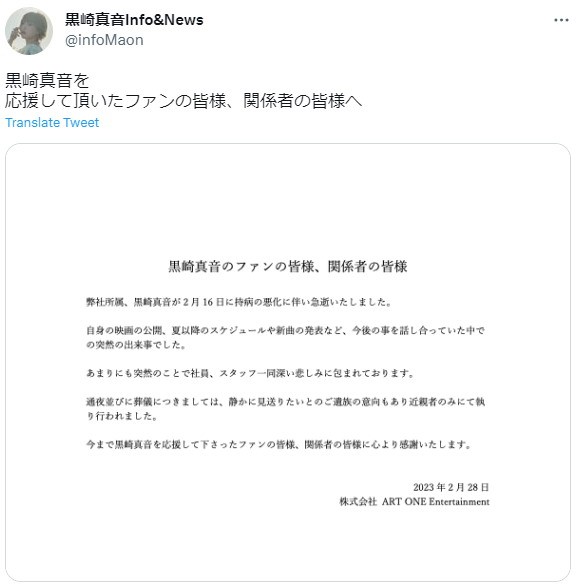 黒崎真音Info&News
@infoMaon
黒崎真音を
応援して頂いたファンの皆様、関係者の皆様へ
Translate Tweet
黒崎真音のファンの皆様、関係者の皆様
弊社所属、黒崎真音が2月16日に持病の悪化に伴い急逝いたしました。
自身の映画の公開、夏以降のスケジュールや新曲の発表など、今後の事を話し合っていた中で
の突然の出来事でした。
あまりにも突然のことで社員、スタッフ一同深い悲しみに包まれております。
通夜並びに葬儀につきましては、静かに見送りたいとのご遺族の意向もあり近親者のみにて執
り行われました。
今まで黒崎真音を応援して下さったファンの皆様、関係者の皆様に心より感謝いたします。
2023年2月28日
株式会社 ART ONE Entertainment